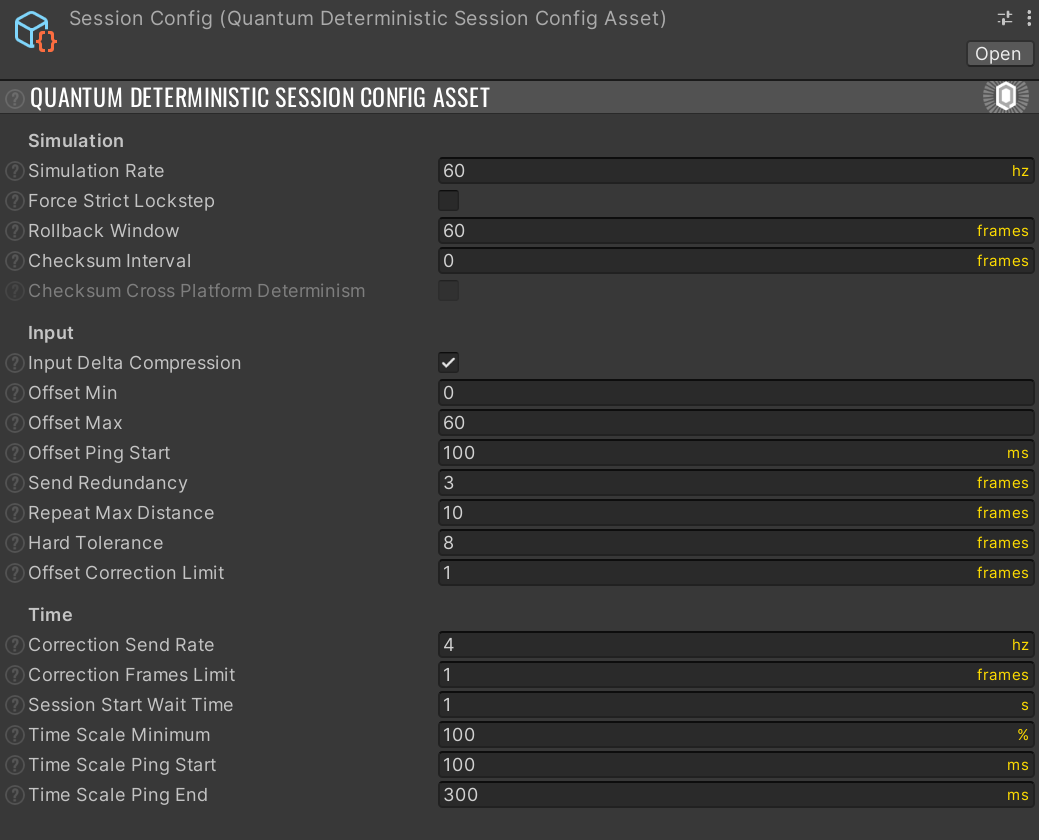 Session Config (Quantum Deterministic Session Config Asset)
Open
QUANTUM DETERMINISTIC SESSION CONFIG ASSET
Simulation
Simulation Rate 60 hz
Force Strict Lockstep
Rollback Window 60 frames
Checksum Interval 0 frames
Checksum Cross Platform Determinism
Input
Input Delta Compression
Offset Min 0
Offset Max 60
Offset Ping Start 100 ms
Send Redundancy 3 frames
Repeat Max Distance 10 frames
Hard Tolerance 8 frames
Offset Correction Limit 1 frames
Time
Correction Send Rate 4 hz
Correction Frames Limit 1 frames
Session Start Wait Time 1 s
Time Scale Minimum 100 %
Time Scale Ping Start 100 ms
Time Scale Ping End 300 ms